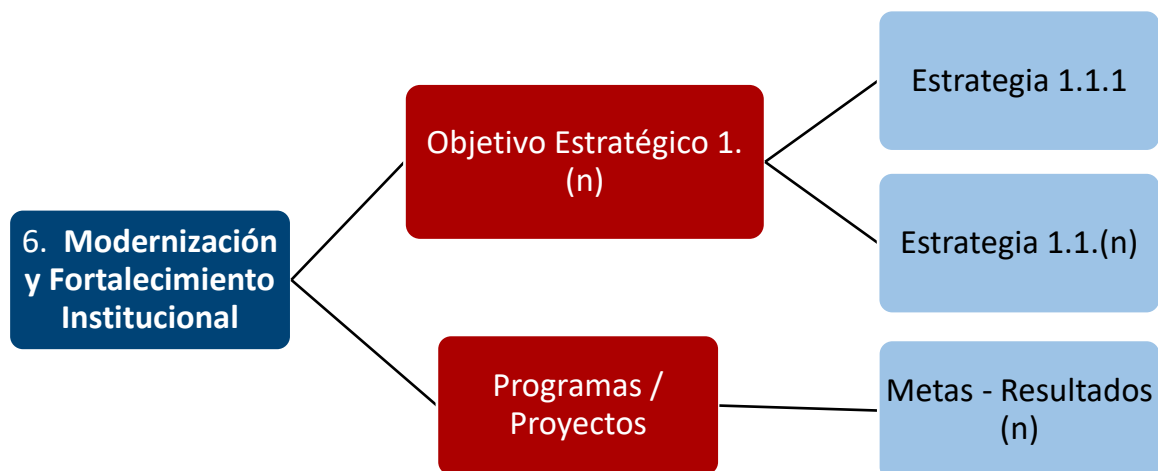 6. Modernización
y Fortalecimiento
Institucional
Objetivo Estratégico 1.
(n)
Estrategia 1.1.1
Estrategia 1.1.(n)
Programas /
Proyectos
Metas - Resultados
(n)